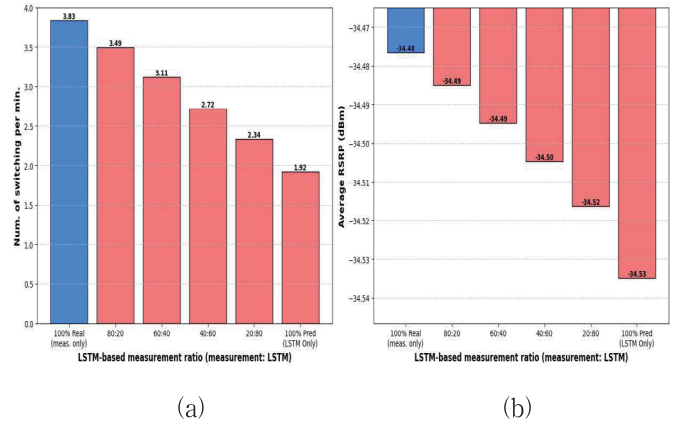 4.0
3.5
3.0
2.5
2.0
1.5
1.0
0.5
0.0
Num. of switching per min.
3.83
3.49
3.11
2.72
2.34
1.92
100% Real
(meas. only)
80:20
60:40
40:60
20:80
100% Pred
(LSTM Only)
LSTM-based measurement ratio (measurement: LSTM)
(a)
−34.47
−34.48
−34.49
−34.50
−34.51
−34.52
−34.53
−34.54
Average RSRP (dBm)
-34.48
-34.49
-34.49
-34.50
-34.52
-34.53
100% Real
(meas. only)
80:20
60:40
40:60
20:80
100% Pred
(LSTM Only)
LSTM-based measurement ratio (measurement: LSTM)
(b)